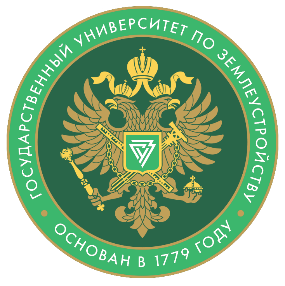 ГОСУДАРСТВЕННЫЙ УНИВЕРСИТЕТ ПО ЗЕМЛЕУСТРОЙСТВУ
ОСНОВАН В 1779 ГОДУ